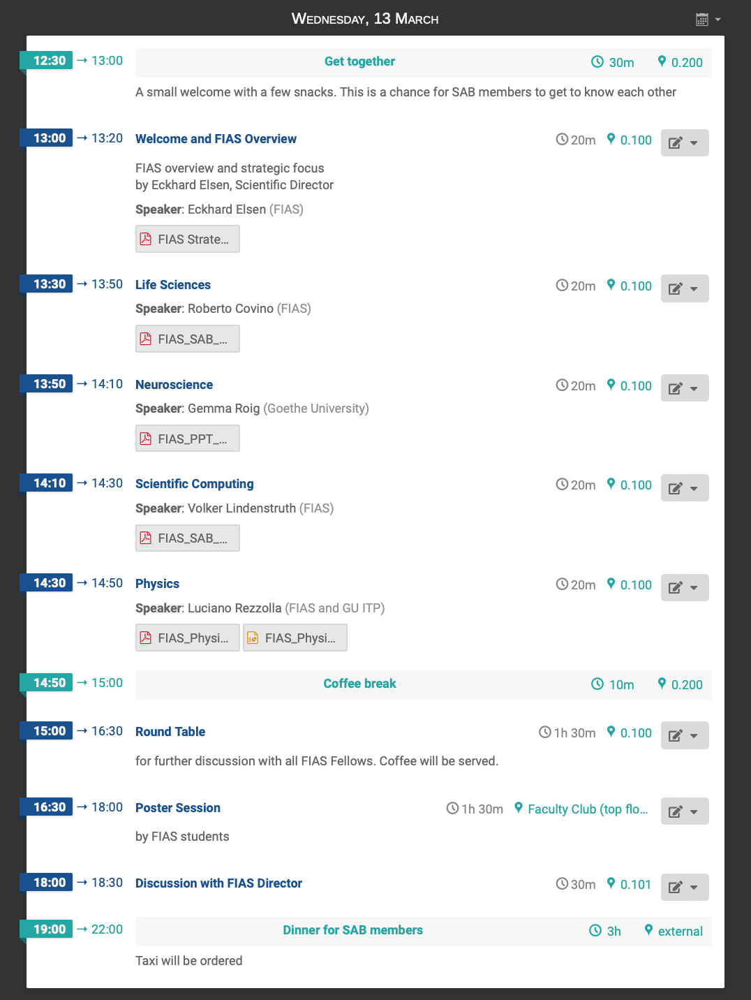 Wednesday, 13 March
12:30 → 13:00 Get together 30m 0.200
A small welcome with a few snacks. This is a chance for SAB members to get to know each other
13:00 → 13:20 Welcome and FIAS Overview 20m 0.100
FIAS overview and strategic focus
by Eckhard Elsen, Scientific Director
Speaker: Eckhard Elsen (FIAS)
FIAS Strate...
13:30 → 13:50 Life Sciences 20m 0.100
Speaker: Roberto Covino (FIAS)
FIAS_SAB_...
13:50 → 14:10 Neuroscience 20m 0.100
Speaker: Gemma Roig (Goethe University)
FIAS_PPT_...
14:10 → 14:30 Scientific Computing 20m 0.100
Speaker: Volker Lindenstruth (FIAS)
FIAS_SAB_...
14:30 → 14:50 Physics 20m 0.100
Speaker: Luciano Rezzolla (FIAS and GU ITP)
FIAS_Physi... FIAS_Physi...
14:50 → 15:00 Coffee break 10m 0.200
15:00 → 16:30 Round Table 1h 30m 0.100
for further discussion with all FIAS Fellows. Coffee will be served.
16:30 → 18:00 Poster Session 1h 30m Faculty Club (top flo...
by FIAS students
18:00 → 18:30 Discussion with FIAS Director 30m 0.101
19:00 → 22:00 Dinner for SAB members 3h external
Taxi will be ordered